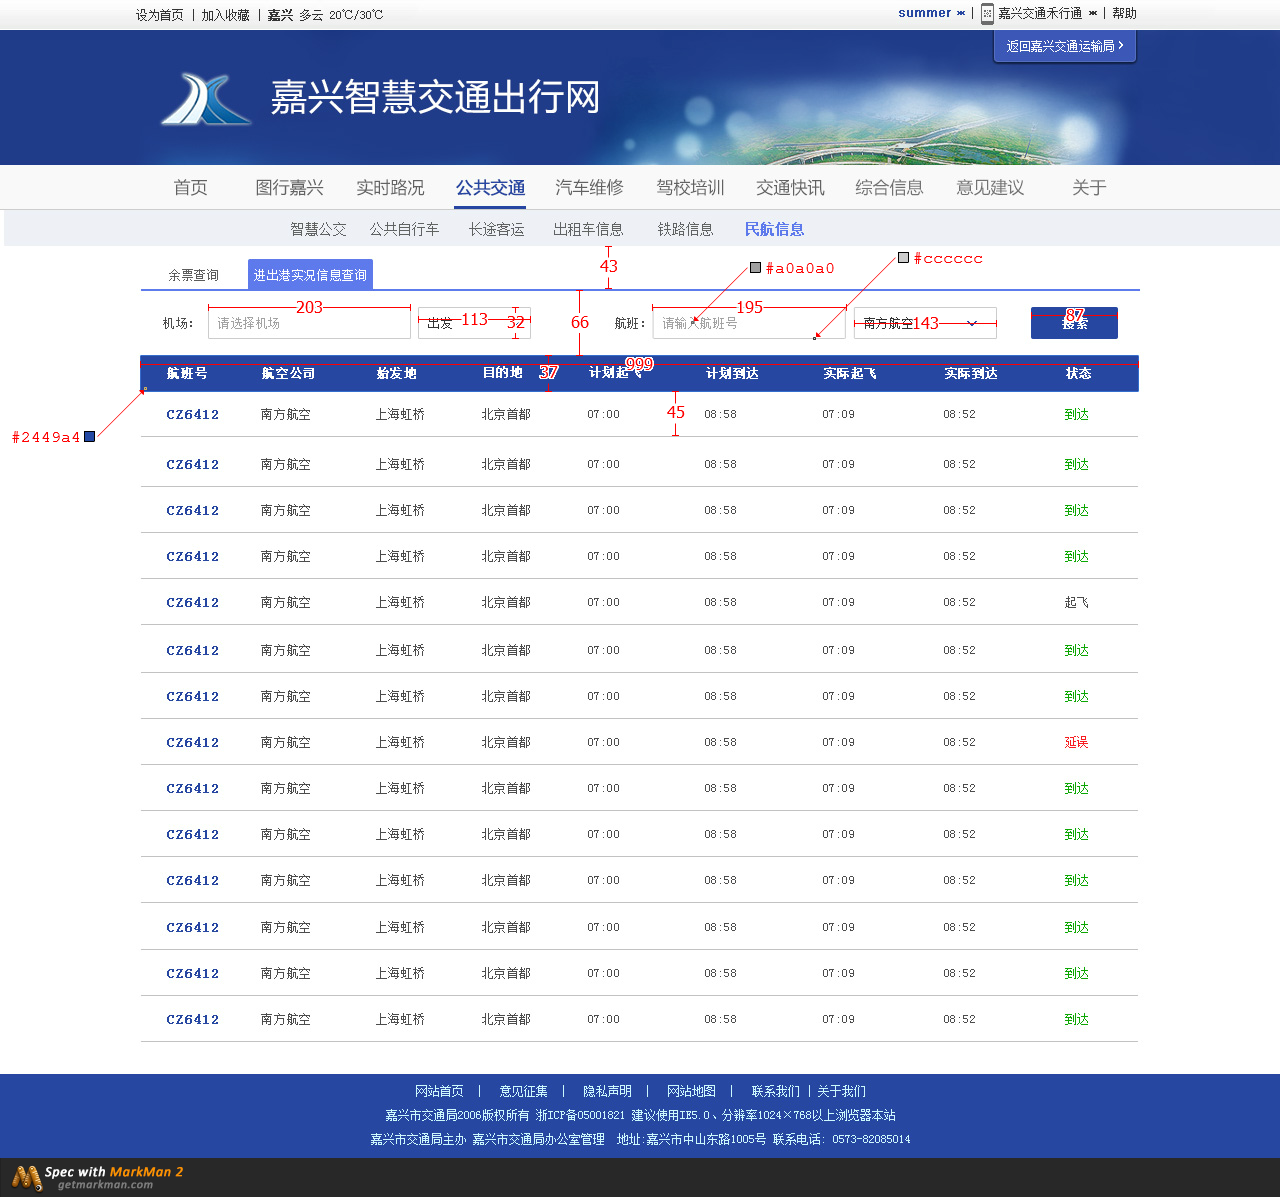 设为首页 | 加入收藏 | 嘉兴 多云 20℃/30℃ summer | 嘉兴交通禾行通 | 帮助
返回嘉兴交通运输局
嘉兴智慧交通出行网
首页 图行嘉兴 实时路况 公共交通 汽车维修 驾校培训 交通快讯 综合信息 意见建议 关于
智慧公交 公共自行车 长途客运 出租车信息 铁路信息 民航信息
#cccccc
43 #a0a0a0
余票查询 进出港实况信息查询
203 195
机场： 请选择机场 出发 113 32 66 航班： 请输入航班号 南方航空 143 搜索 87
999
航班号 航空公司 始发地 目的地 37 计划起飞 计划到达 实际起飞 实际到达 状态
CZ6412 南方航空 上海虹桥 北京首都 07:00 45 08:58 07:09 08:52 到达
#2449a4
CZ6412 南方航空 上海虹桥 北京首都 07:00 08:58 07:09 08:52 到达
CZ6412 南方航空 上海虹桥 北京首都 07:00 08:58 07:09 08:52 到达
CZ6412 南方航空 上海虹桥 北京首都 07:00 08:58 07:09 08:52 到达
CZ6412 南方航空 上海虹桥 北京首都 07:00 08:58 07:09 08:52 起飞
CZ6412 南方航空 上海虹桥 北京首都 07:00 08:58 07:09 08:52 到达
CZ6412 南方航空 上海虹桥 北京首都 07:00 08:58 07:09 08:52 到达
CZ6412 南方航空 上海虹桥 北京首都 07:00 08:58 07:09 08:52 延误
CZ6412 南方航空 上海虹桥 北京首都 07:00 08:58 07:09 08:52 到达
CZ6412 南方航空 上海虹桥 北京首都 07:00 08:58 07:09 08:52 到达
CZ6412 南方航空 上海虹桥 北京首都 07:00 08:58 07:09 08:52 到达
CZ6412 南方航空 上海虹桥 北京首都 07:00 08:58 07:09 08:52 到达
CZ6412 南方航空 上海虹桥 北京首都 07:00 08:58 07:09 08:52 到达
CZ6412 南方航空 上海虹桥 北京首都 07:00 08:58 07:09 08:52 到达
网站首页 | 意见征集 | 隐私声明 | 网站地图 | 联系我们 | 关于我们
嘉兴市交通局2006版权所有 浙ICP备05001821 建议使用IE5.0、分辨率1024×768以上浏览器本站
嘉兴市交通局主办 嘉兴市交通局办公室管理 地址:嘉兴市中山东路1005号 联系电话: 0573-82085014
Spec with MarkMan 2
getmarkman.com